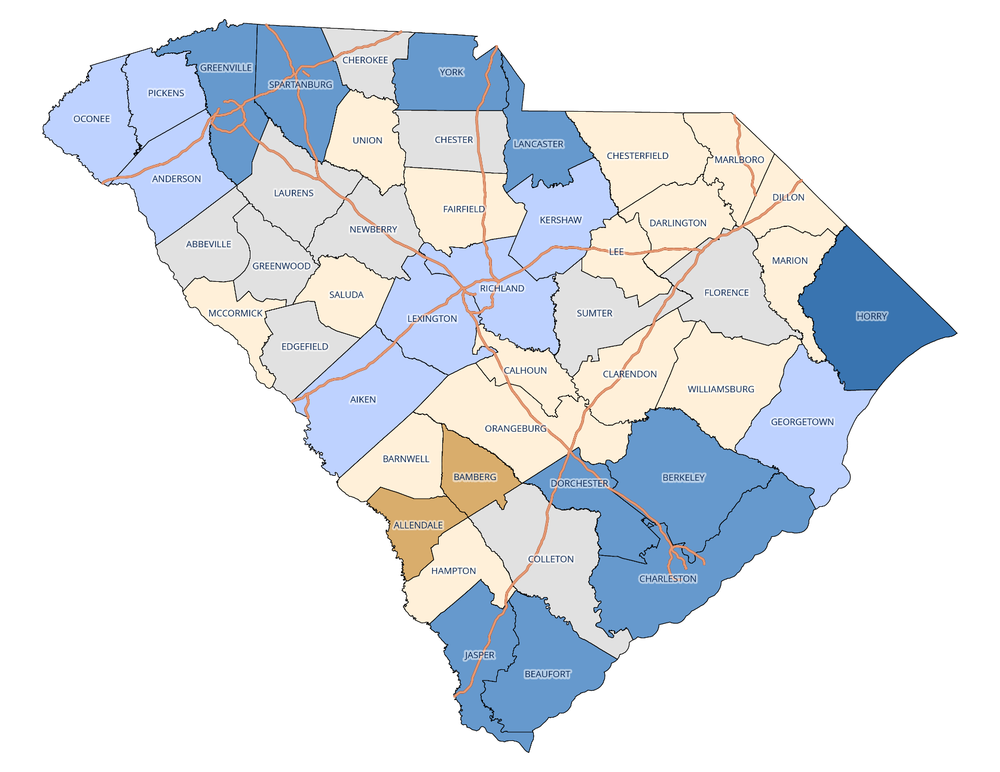 CHEROKEE
GREENVILLE
YORK
SPARTANBURG
PICKENS
OCONEE
UNION
CHESTER
LANCASTER
CHESTERFIELD
MARLBORO
ANDERSON
LAURENS
DILLON
FAIRFIELD
KERSHAW
DARLINGTON
NEWBERRY
ABBEVILLE
LEE
MARION
GREENWOOD
RICHLAND
FLORENCE
SALUDA
MCCORMICK
SUMTER
HORRY
LEXINGTON
EDGEFIELD
CALHOUN
CLARENDON
WILLIAMSBURG
AIKEN
GEORGETOWN
ORANGEBURG
BARNWELL
BAMBERG
BERKELEY
DORCHESTER
ALLENDALE
COLLETON
HAMPTON
CHARLESTON
JASPER
BEAUFORT